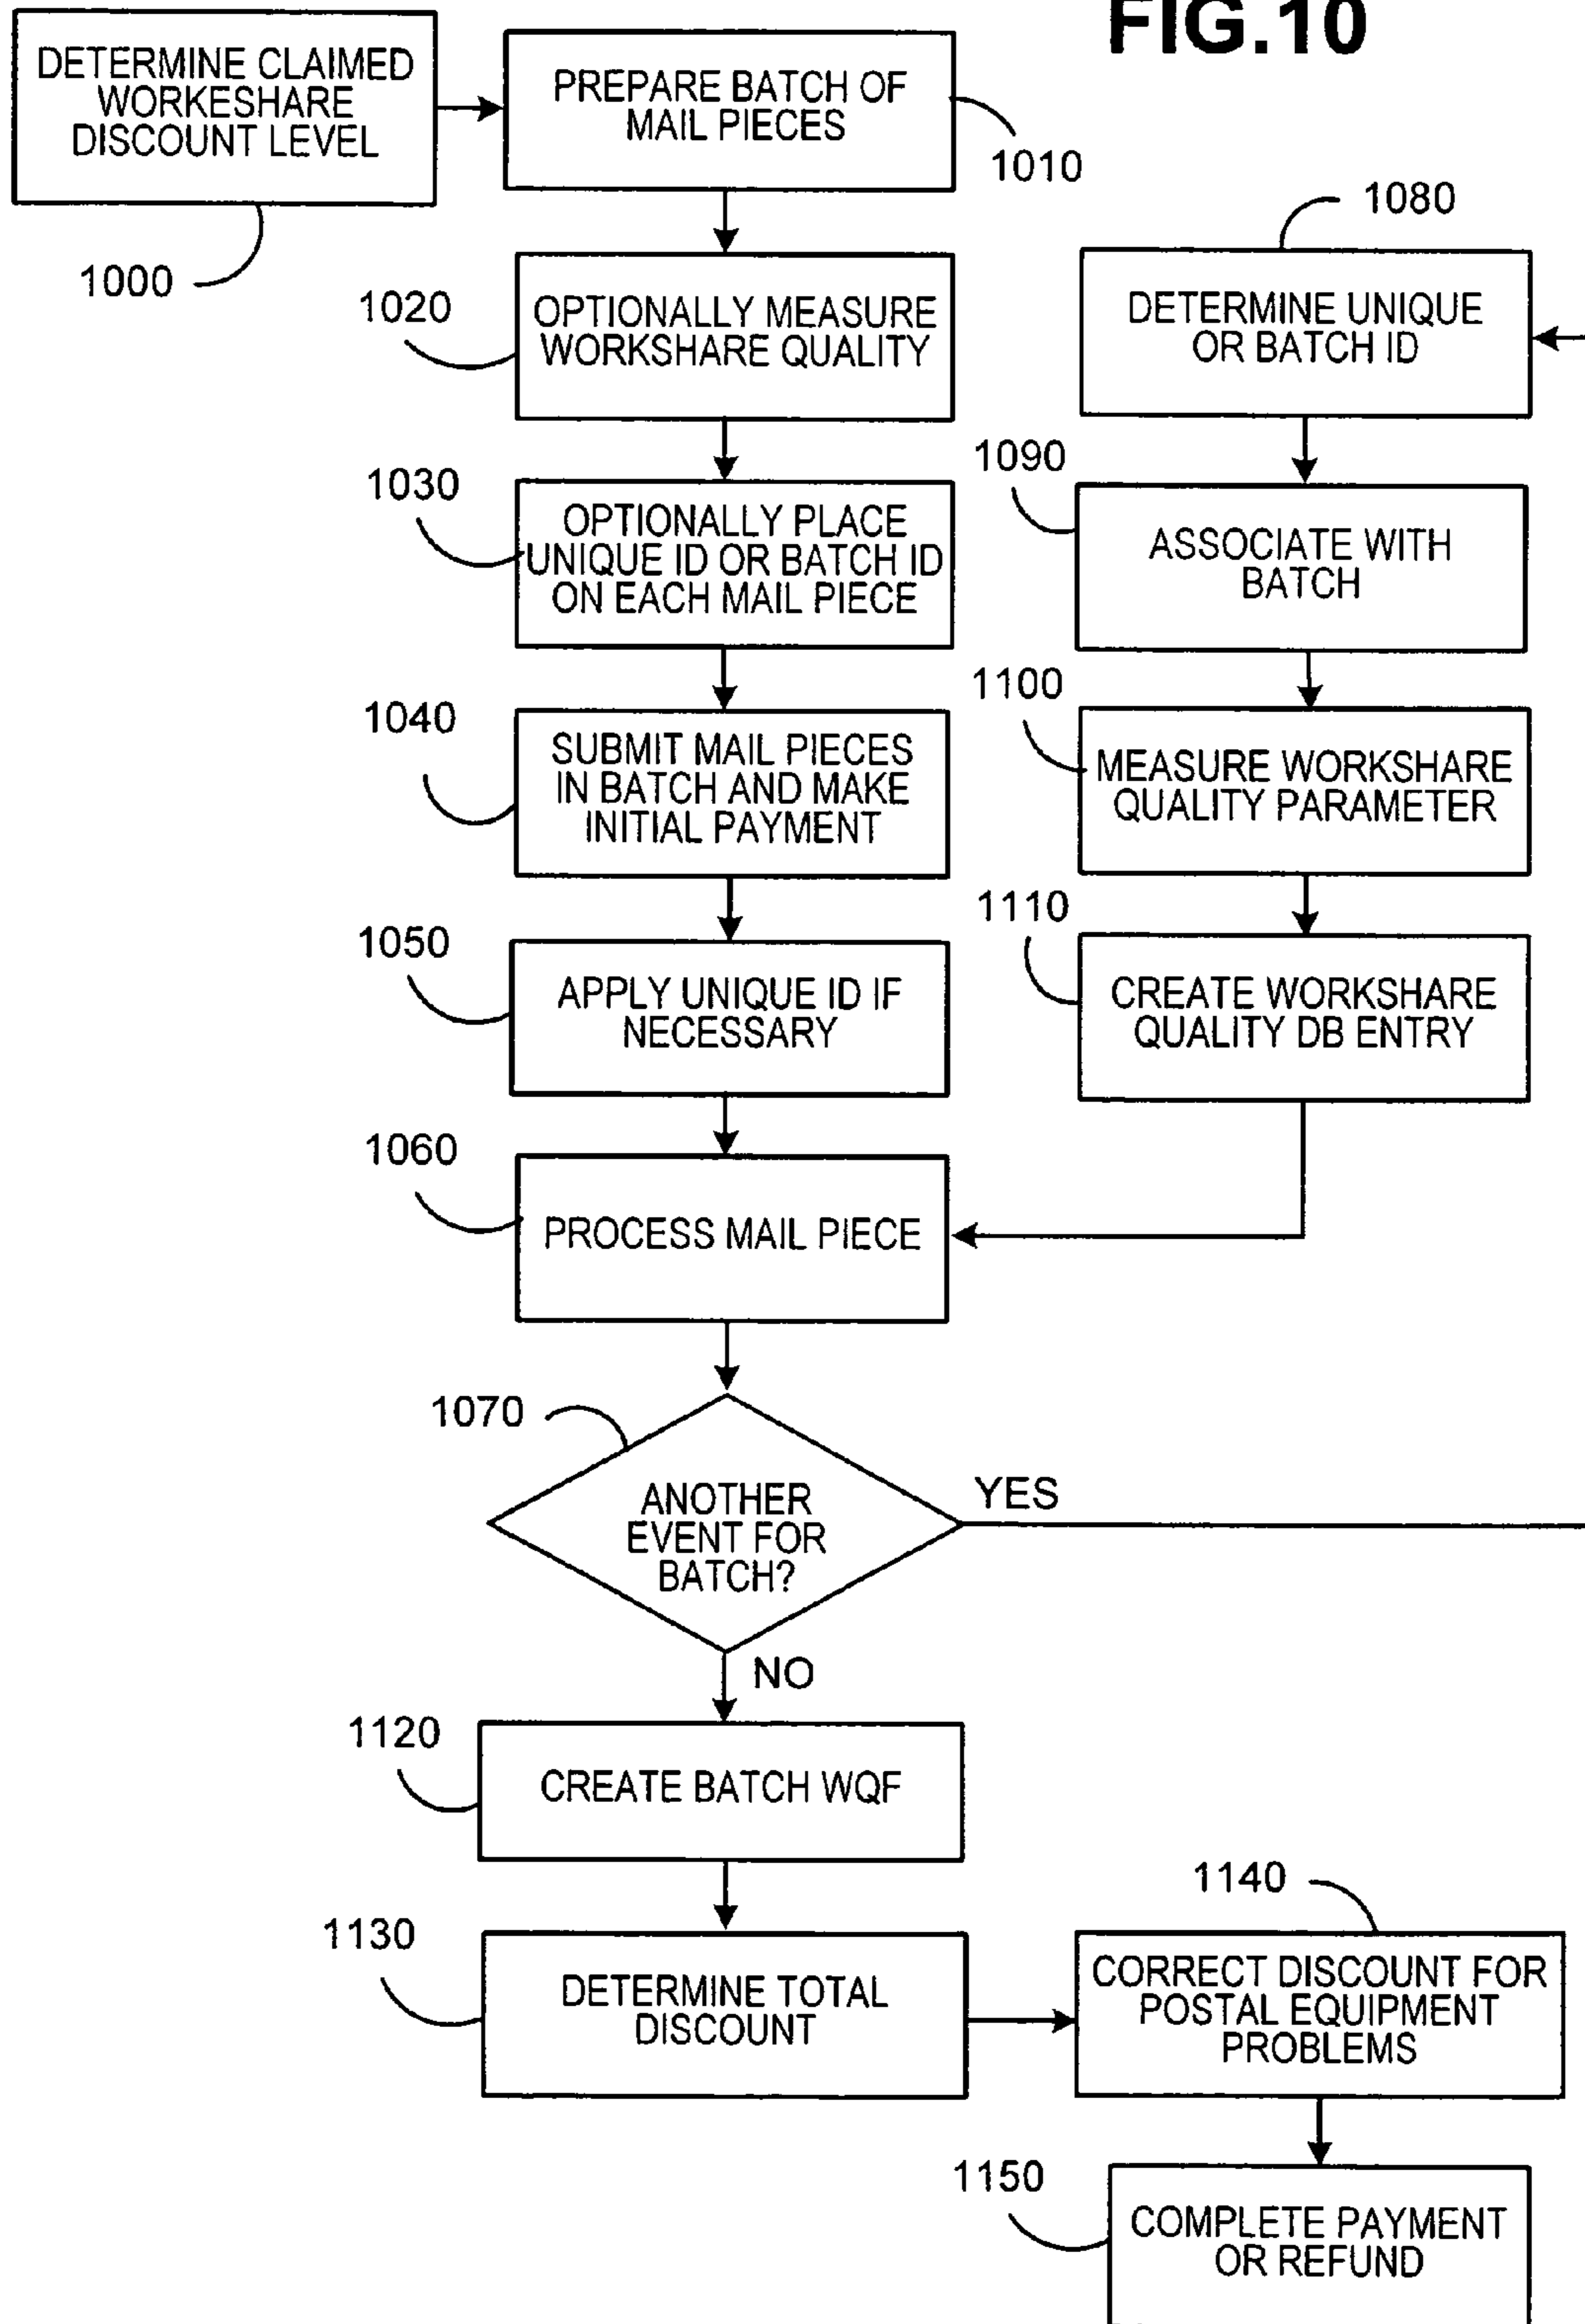 FIG.10
DETERMINE CLAIMED
WORKESHARE
DISCOUNT LEVEL
1000
PREPARE BATCH OF
MAIL PIECES
1010
1020
OPTIONALLY MEASURE
WORKSHARE QUALITY
1030
OPTIONALLY PLACE
UNIQUE ID OR BATCH ID
ON EACH MAIL PIECE
1040
SUBMIT MAIL PIECES
IN BATCH AND MAKE
INITIAL PAYMENT
1050
APPLY UNIQUE ID IF
NECESSARY
1060
PROCESS MAIL PIECE
1070
ANOTHER
EVENT FOR
BATCH?
YES
NO
1080
DETERMINE UNIQUE
OR BATCH ID
1090
ASSOCIATE WITH
BATCH
1100
MEASURE WORKSHARE
QUALITY PARAMETER
1110
CREATE WORKSHARE
QUALITY DB ENTRY
1120
CREATE BATCH WQF
1130
DETERMINE TOTAL
DISCOUNT
1140
CORRECT DISCOUNT FOR
POSTAL EQUIPMENT
PROBLEMS
1150
COMPLETE PAYMENT
OR REFUND